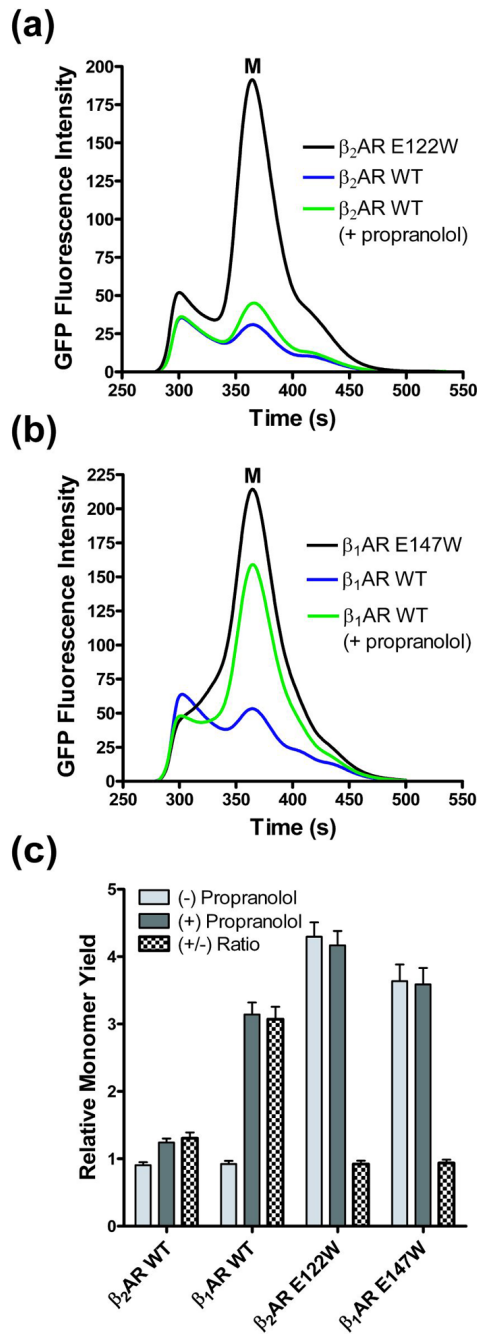 (a)
M
200
175
150
125
100
75
50
25
0
GFP Fluorescence Intensity
β₂AR E122W
β₂AR WT
β₂AR WT
(+ propranolol)
250 300 350 400 450 500 550
Time (s)
(b)
M
225
200
175
150
125
100
75
50
25
0
GFP Fluorescence Intensity
β₁AR E147W
β₁AR WT
β₁AR WT
(+ propranolol)
250 300 350 400 450 500 550
Time (s)
(c)
5
4
3
2
1
0
Relative Monomer Yield
(-) Propranolol
(+) Propranolol
(+/-) Ratio
β₂AR WT
β₁AR WT
β₂AR E122W
β₁AR E147W